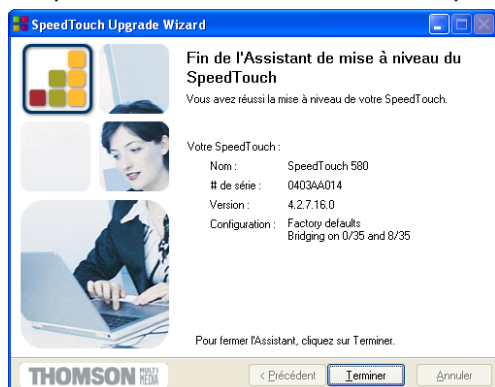 SpeedTouch Upgrade Wizard
Fin de l'Assistant de mise à niveau du
SpeedTouch
Vous avez réussi la mise à niveau de votre SpeedTouch.
Votre SpeedTouch :
Nom : SpeedTouch 580
# de série : 0403AA014
Version : 4.2.7.16.0
Configuration : Factory defaults
Bridging on 0/35 and 8/35
Pour fermer l'Assistant, cliquez sur Terminer.
THOMSON MULTI MEDIA
< Précédent Terminer Annuler